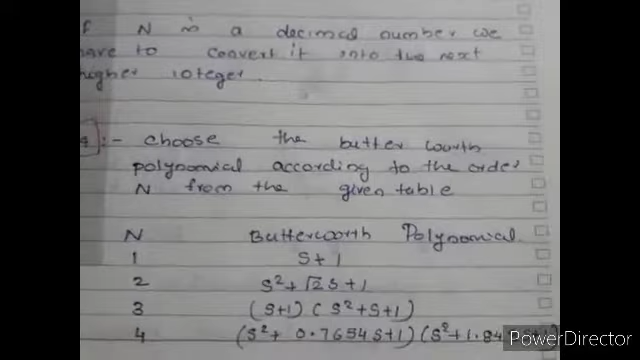 If N is a decimal number we
have to convert it into the next
higher integer.
:- choose the butter worth
polynomial according to the order
N from the given table
N Butterworth Polynomial
1 S+1
2 S²+√2S+1
3 (S+1)(S²+S+1)
4 (S²+0.7654S+1)(S²+1.84
PowerDirector